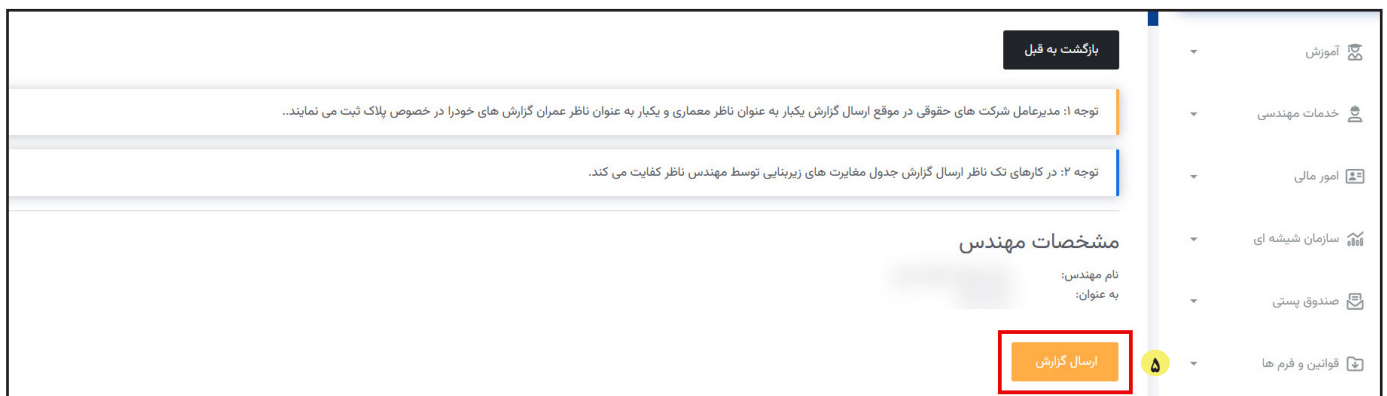 بازگشت به قبل
توجه ۱: مدیرعامل شرکت های حقوقی در موقع ارسال گزارش یکبار به عنوان ناظر معماری و یکبار به عنوان ناظر عمران گزارش های خودرا در خصوص پلاک ثبت می نمایند..
توجه ۲: در کارهای تک ناظر ارسال گزارش جدول مغایرت های زیربنایی توسط مهندس ناظر کفایت می کند.
مشخصات مهندس
نام مهندس:
به عنوان:
ارسال گزارش
۵
آموزش
خدمات مهندسی
امور مالی
سازمان شیشه ای
صندوق پستی
قوانین و فرم ها